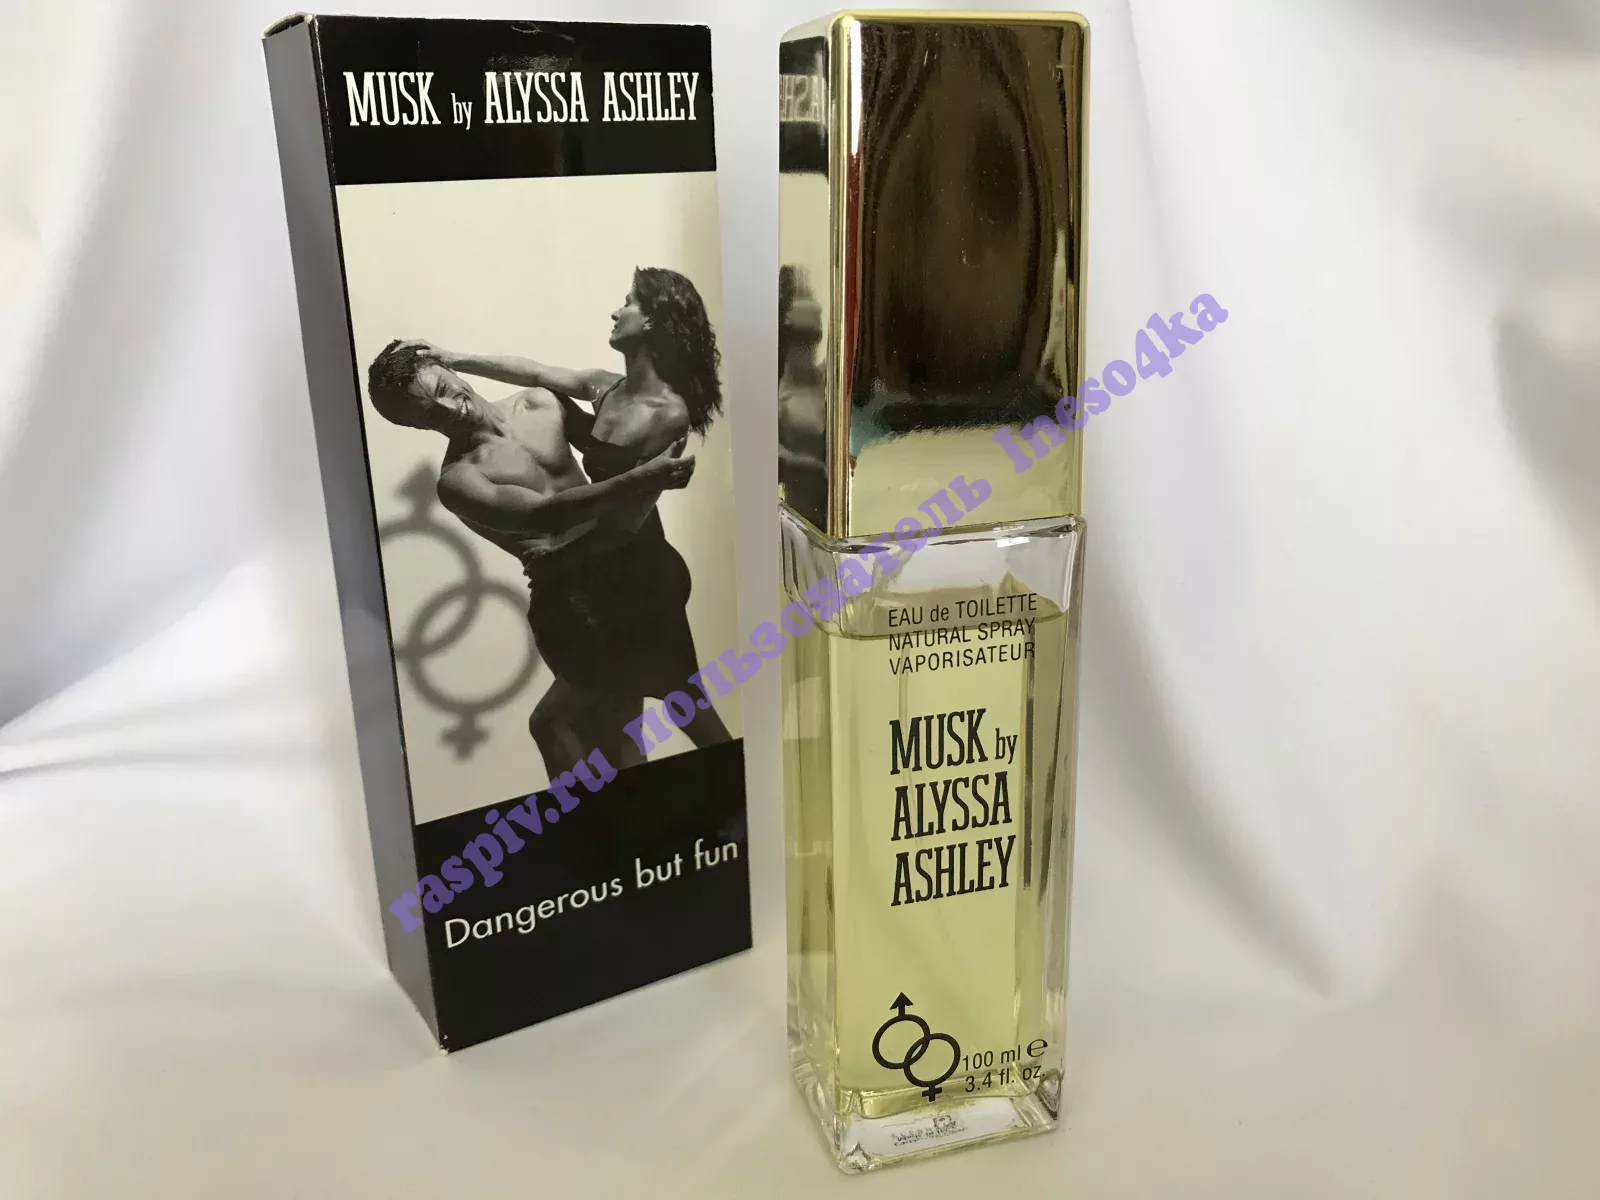 MUSK by ALYSSA ASHLEY
Dangerous but fun
EAU de TOILETTE
NATURAL SPRAY
VAPORISATEUR
MUSK by
ALYSSA
ASHLEY
100 ml e
3.4 fl. oz.
raspiv.ru пользователь Ineso4ka